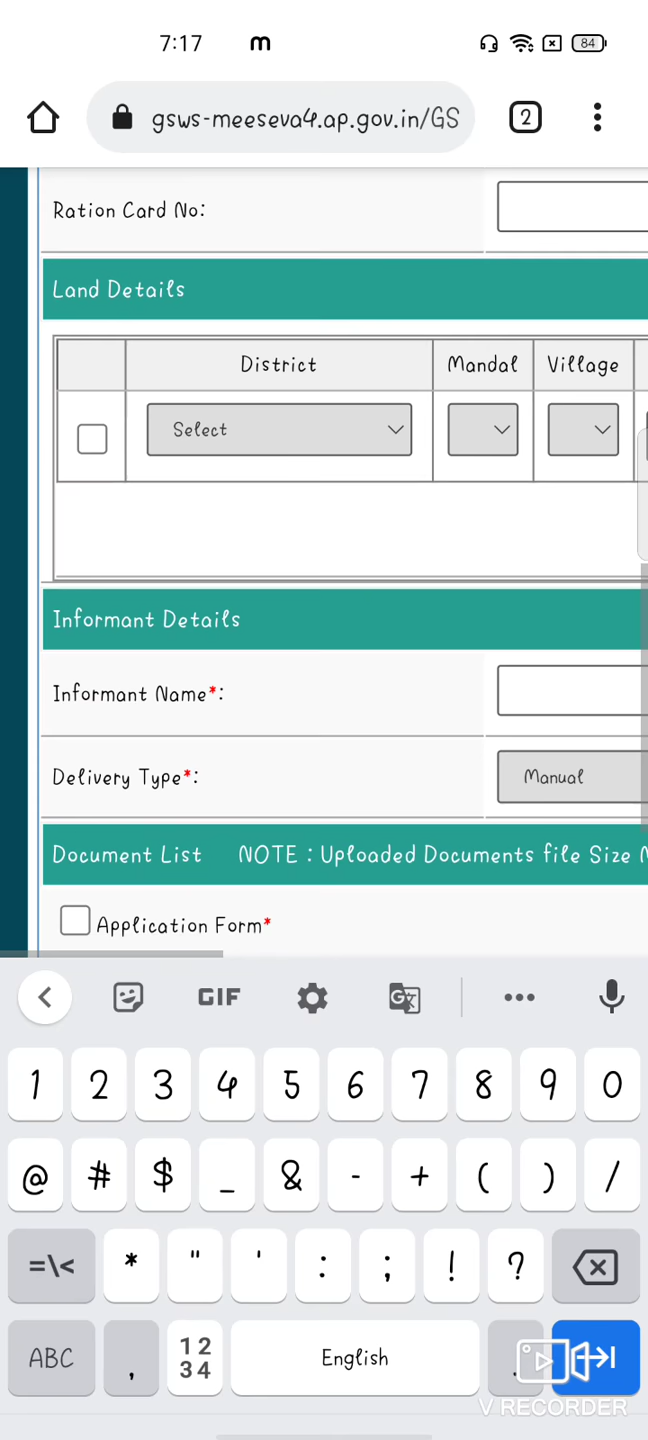 7:17 m 84
gsws-meeseva4.ap.gov.in/GS 2
Ration Card No:
Land Details
District Mandal Village
Select
Informant Details
Informant Name*:
Delivery Type*: Manual
Document List NOTE : Uploaded Documents file Size
Application Form*
GIF G
1 2 3 4 5 6 7 8 9 0
@ # $ _ & - + ( ) /
=\< * " ' : ; ! ?
ABC , 12 34 English .
V RECORDER